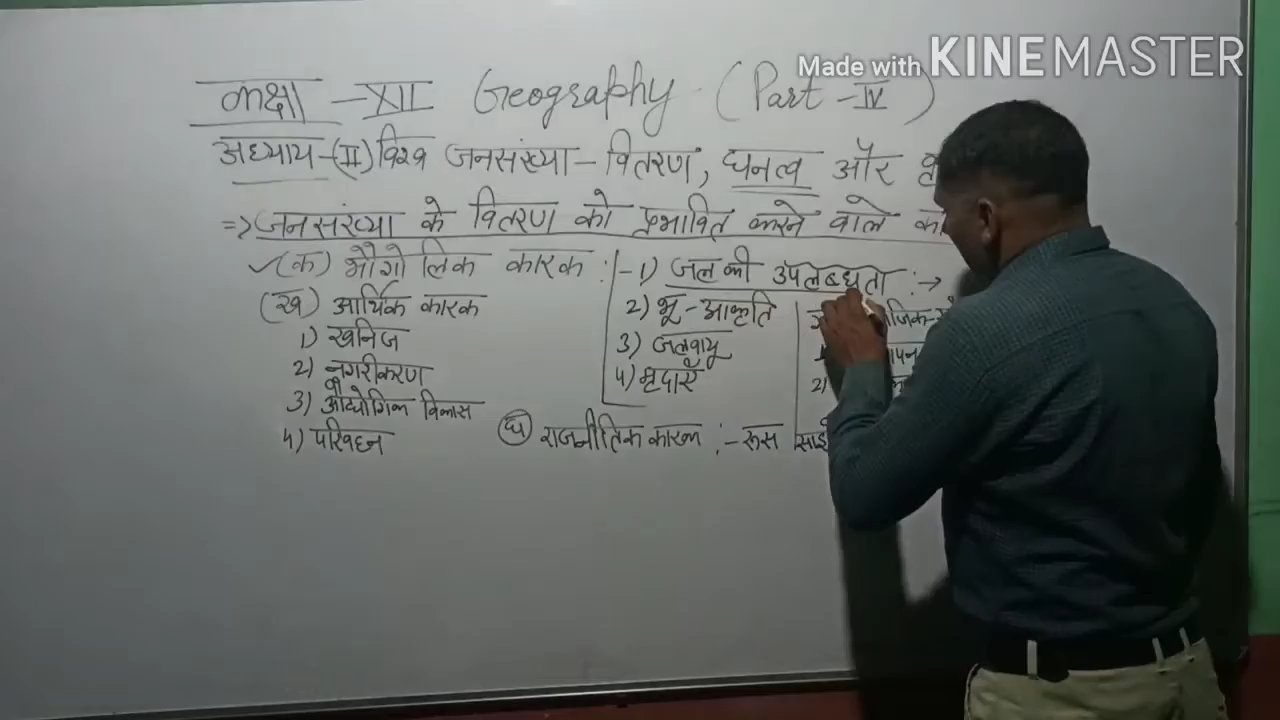 Made with KINEMASTER
कक्षा - XII Geography (Part - IV)
अध्याय-(II) विश्व जनसंख्या - वितरण, घनत्व और
=> जनसंख्या के वितरण को प्रभावित करने वाले
(क) भौगोलिक कारक :
-1) जल की उपलब्धता :→
2) भू-आकृति
3) जलवायु
4) मृदाएँ
(ख) आर्थिक कारक
1) खनिज
2) नगरीकरण
3) औद्योगिक विकास
4) परिवहन
(घ) राजनीतिक कारक :- रूस
2)